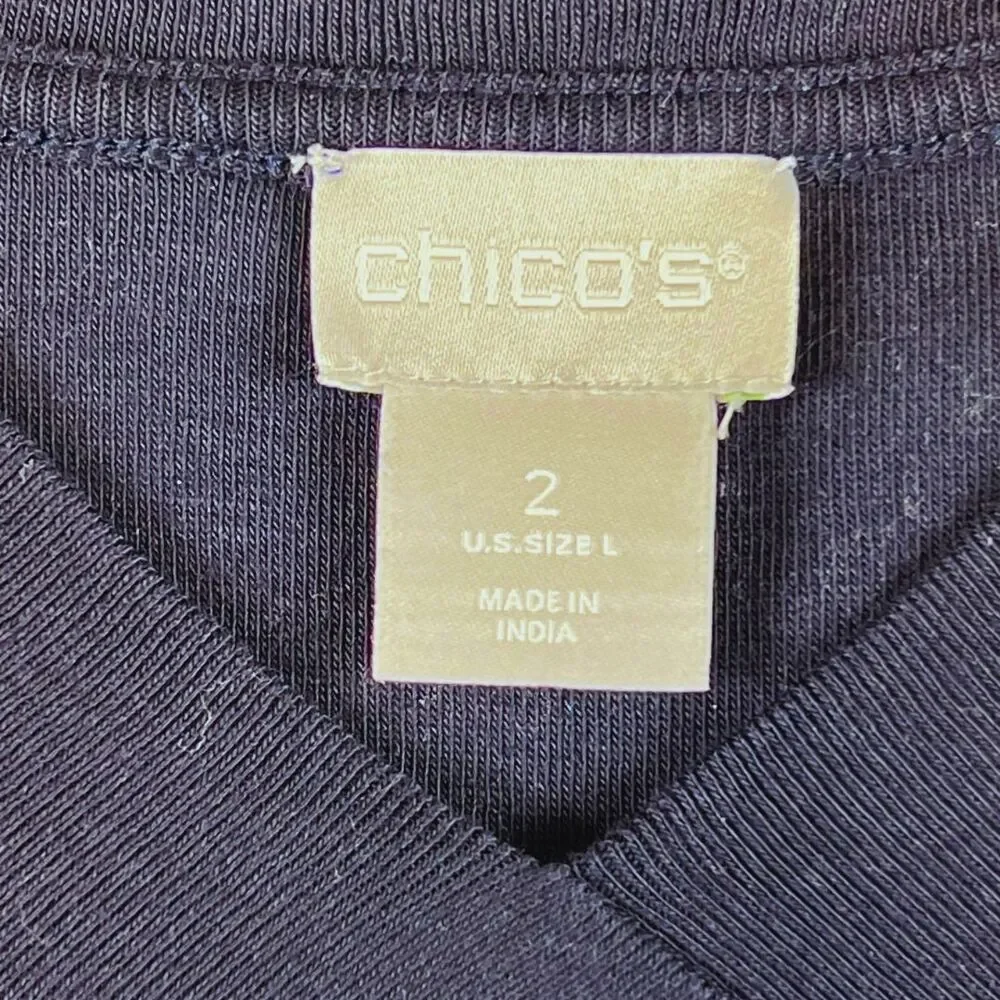 chico's®
2
U.S. SIZE L
MADE IN
INDIA